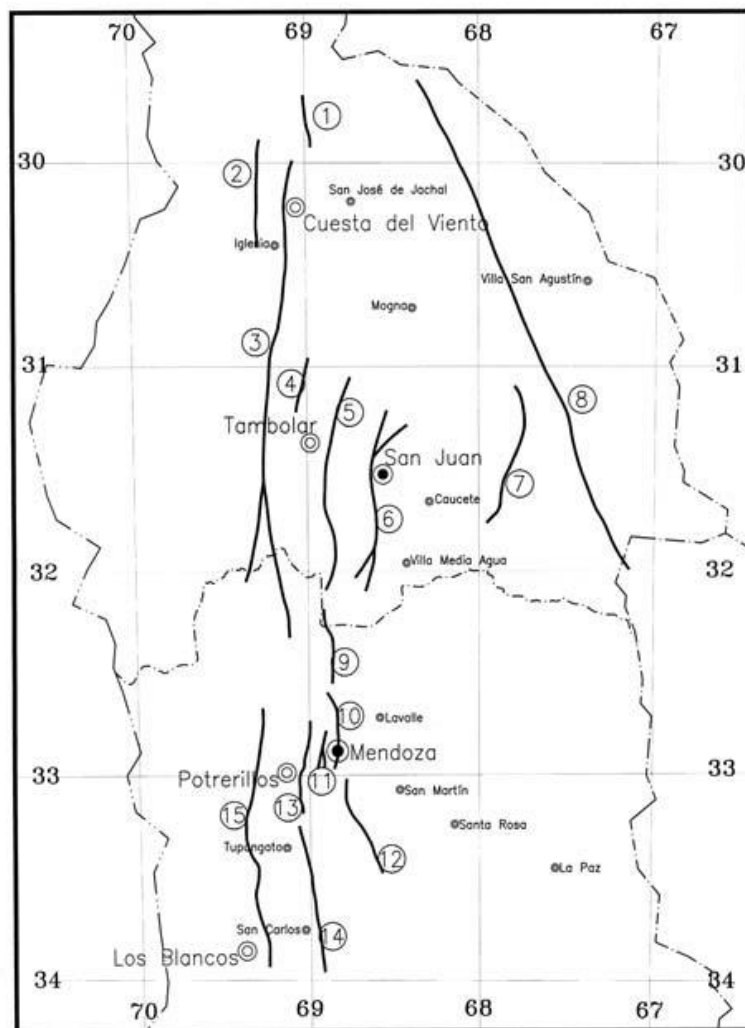 70 69 68 67
1
30 2 30
San José de Jachal
Cuesta del Viento
Iglesia
Villa San Agustín
Mogna
3
31 4 31
5 8
Tambolar
San Juan
7
Caucete
6
Villa Media Agua
32 32
9
10 Lavalle
Mendoza
33 Potrerillos 11 33
San Martín
15 13
Santa Rosa
Tupungato
12
La Paz
San Carlos 14
Los Blancos
34 34
70 69 68 67